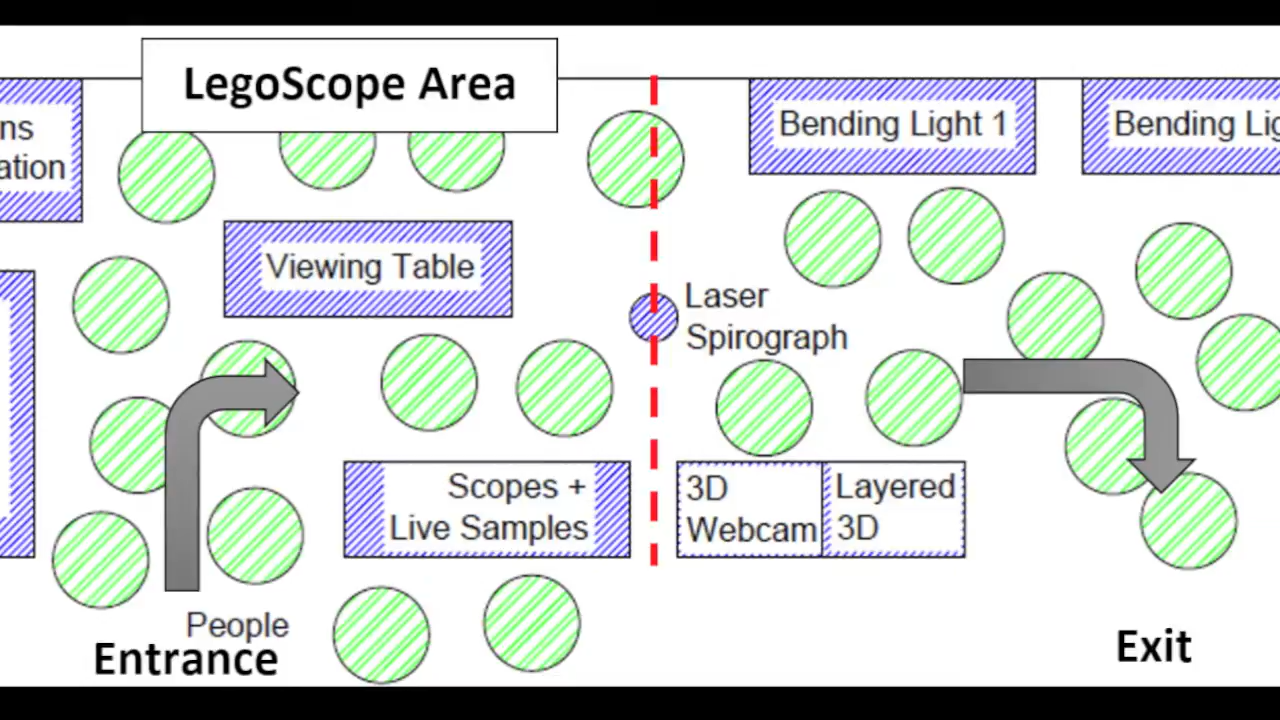 LegoScope Area
Bending Light 1
Bending
Viewing Table
Laser
Spirograph
Scopes +
Live Samples
3D
Webcam
Layered
3D
People
Entrance
Exit